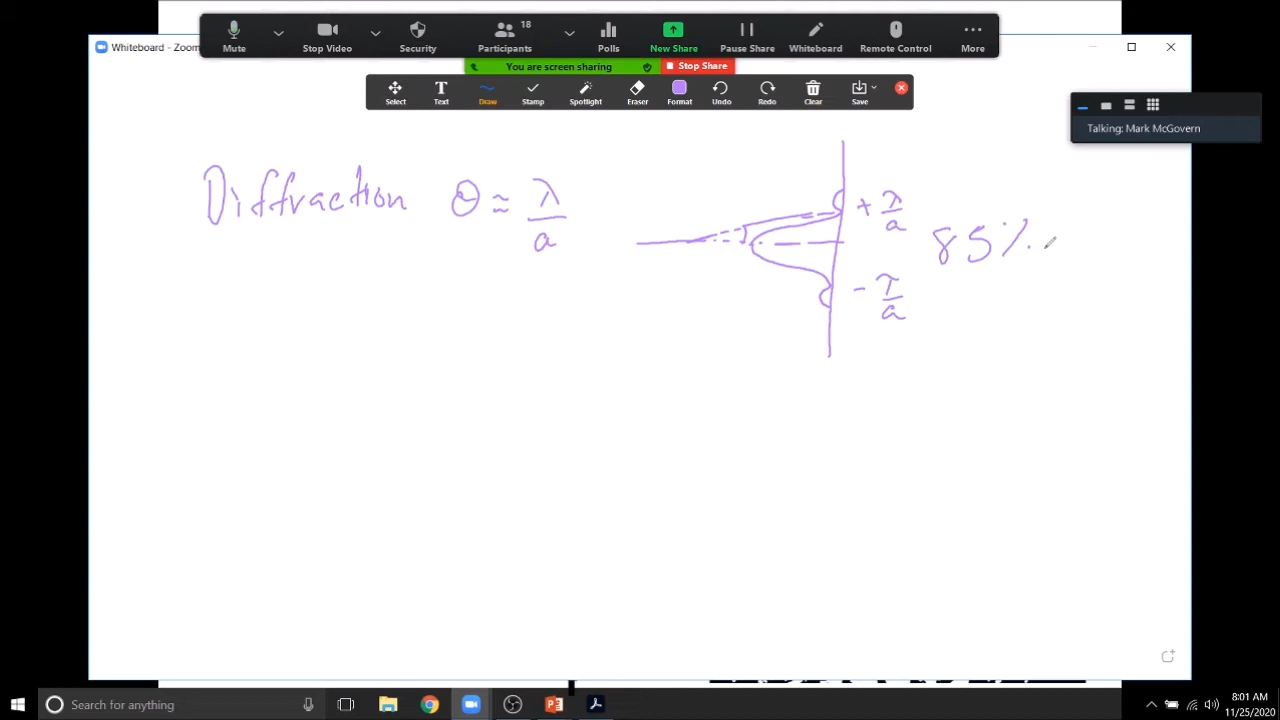 Whiteboard - Zoom
Mute
Stop Video
Security
18
Participants
Polls
New Share
Pause Share
Whiteboard
Remote Control
More
You are screen sharing
Stop Share
Select
Text
Draw
Stamp
Spotlight
Eraser
Format
Undo
Redo
Clear
Save
Talking: Mark McGovern
Diffraction Θ ≈ λ/a
+ λ/a
85%.
- λ/a
Search for anything
8:01 AM
11/25/2020